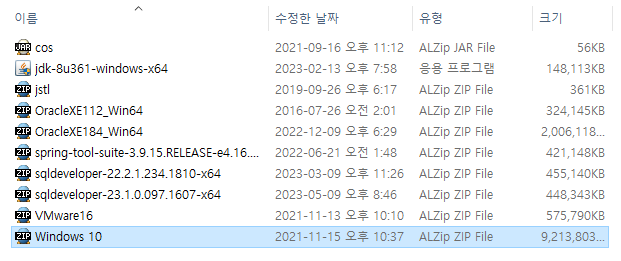 이름 수정한 날짜 유형 크기
cos 2021-09-16 오후 11:12 ALZip JAR File 56KB
jdk-8u361-windows-x64 2023-02-13 오후 7:58 응용 프로그램 148,113KB
jstl 2019-09-26 오후 6:17 ALZip ZIP File 361KB
OracleXE112_Win64 2016-07-26 오전 2:01 ALZip ZIP File 324,145KB
OracleXE184_Win64 2022-12-09 오후 6:29 ALZip ZIP File 2,006,118...
spring-tool-suite-3.9.15.RELEASE-e4.16.... 2022-06-21 오전 1:48 ALZip ZIP File 421,148KB
sqldeveloper-22.2.1.234.1810-x64 2023-03-09 오후 11:26 ALZip ZIP File 455,140KB
sqldeveloper-23.1.0.097.1607-x64 2023-05-09 오후 8:46 ALZip ZIP File 448,343KB
VMware16 2021-11-13 오후 10:10 ALZip ZIP File 575,790KB
Windows 10 2021-11-15 오후 10:37 ALZip ZIP File 9,213,803...